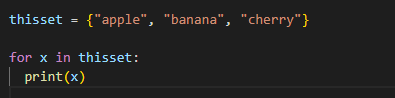 thisset = {"apple", "banana", "cherry"}
for x in thisset:
  print(x)